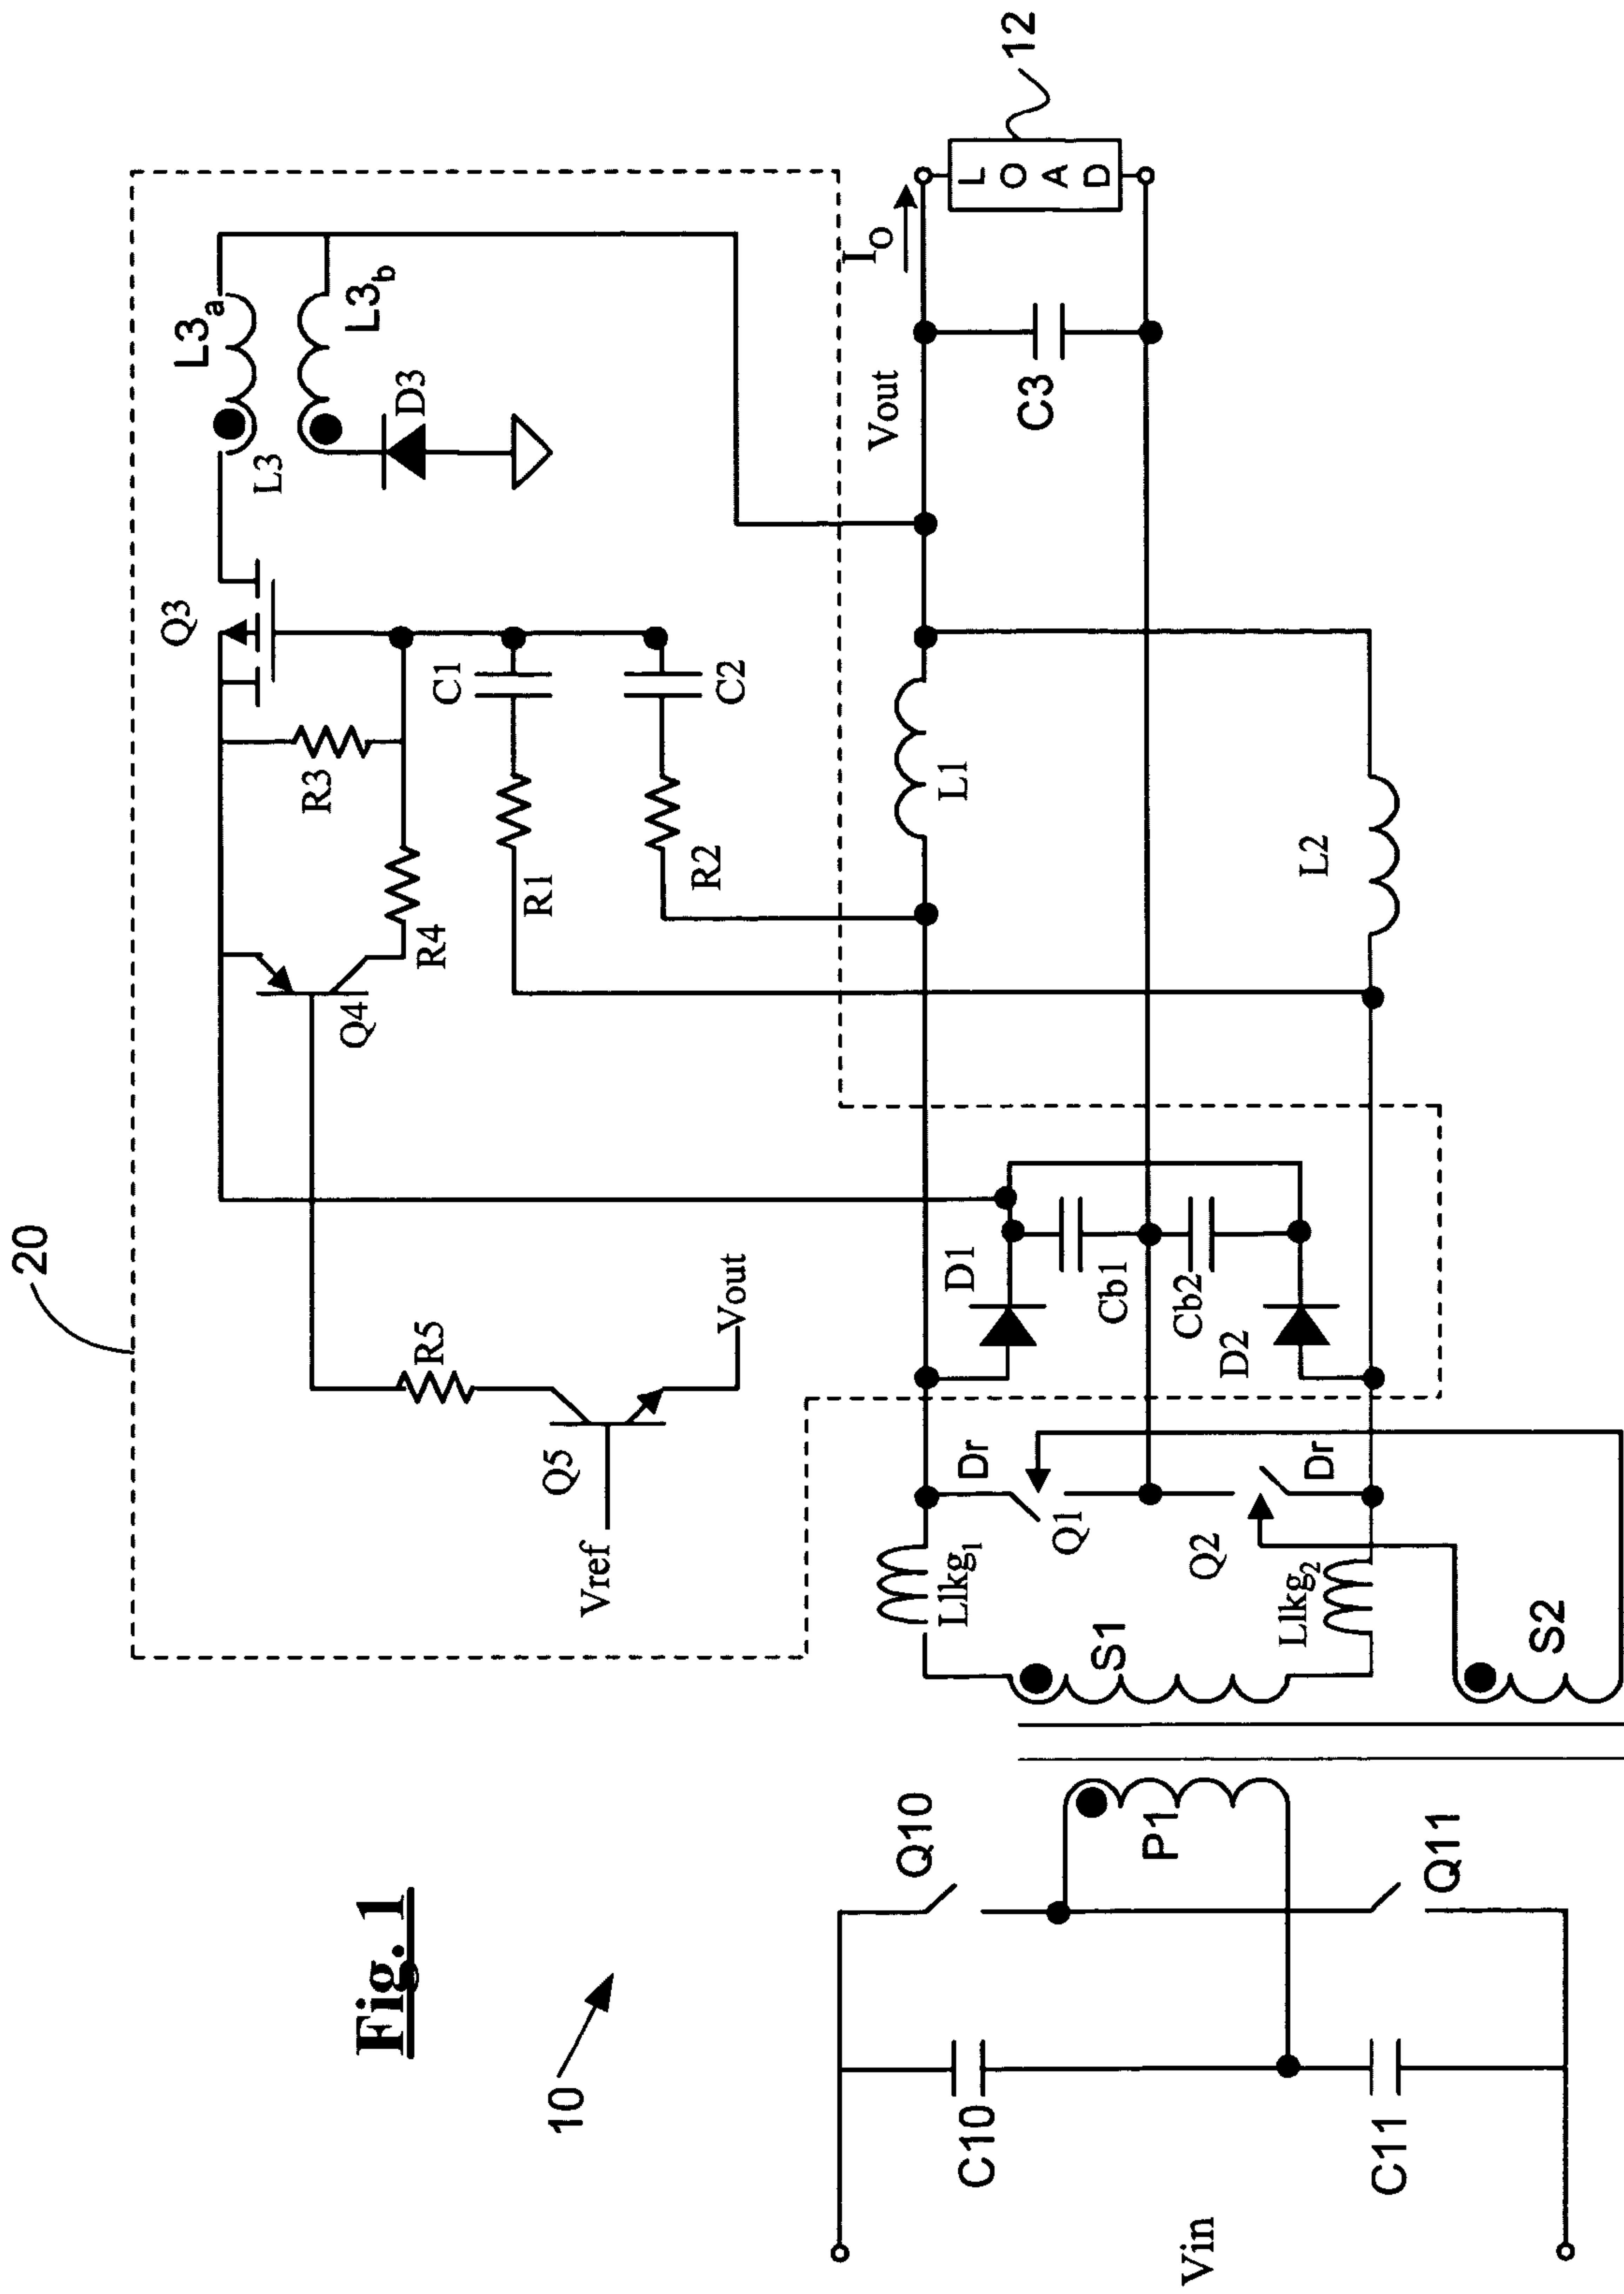 20
Q3
L3a
L3b
L3
D3
R3
C1
C2
R4
R1
R2
Q4
R5
Q5
Vref
Vout
Io
Vout
12
LOAD
C3
L1
L2
D1
Cb1
Cb2
D2
Dr
Q1
Q2
Dr
Llkg1
Llkg2
S1
S2
P1
Q10
Q11
C10
C11
Vin
10
Fig. 1